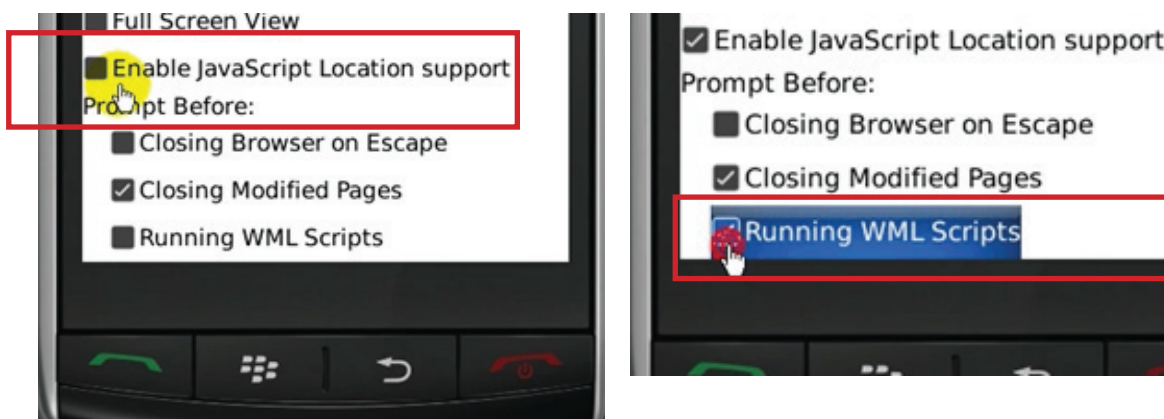 Full Screen View
Enable JavaScript Location support
Prompt Before:
Closing Browser on Escape
Closing Modified Pages
Running WML Scripts
Enable JavaScript Location support
Prompt Before:
Closing Browser on Escape
Closing Modified Pages
Running WML Scripts